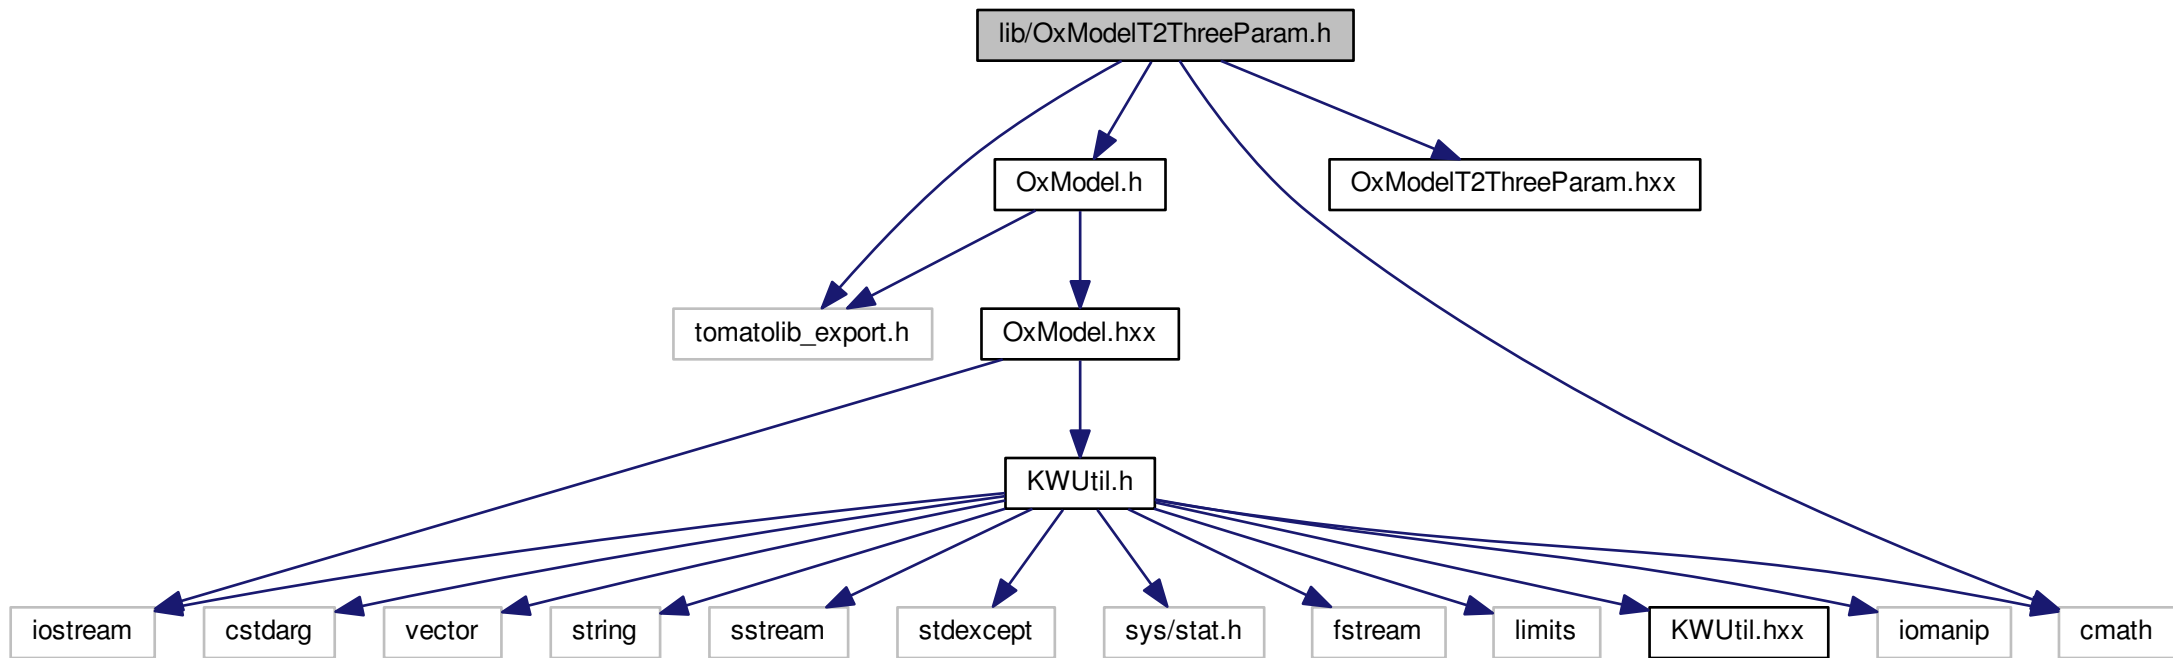 lib/OxModelT2ThreeParam.h
OxModel.h
OxModelT2ThreeParam.hxx
tomatolib_export.h
OxModel.hxx
KWUtil.h
iostream
cstdarg
vector
string
sstream
stdexcept
sys/stat.h
fstream
limits
KWUtil.hxx
iomanip
cmath